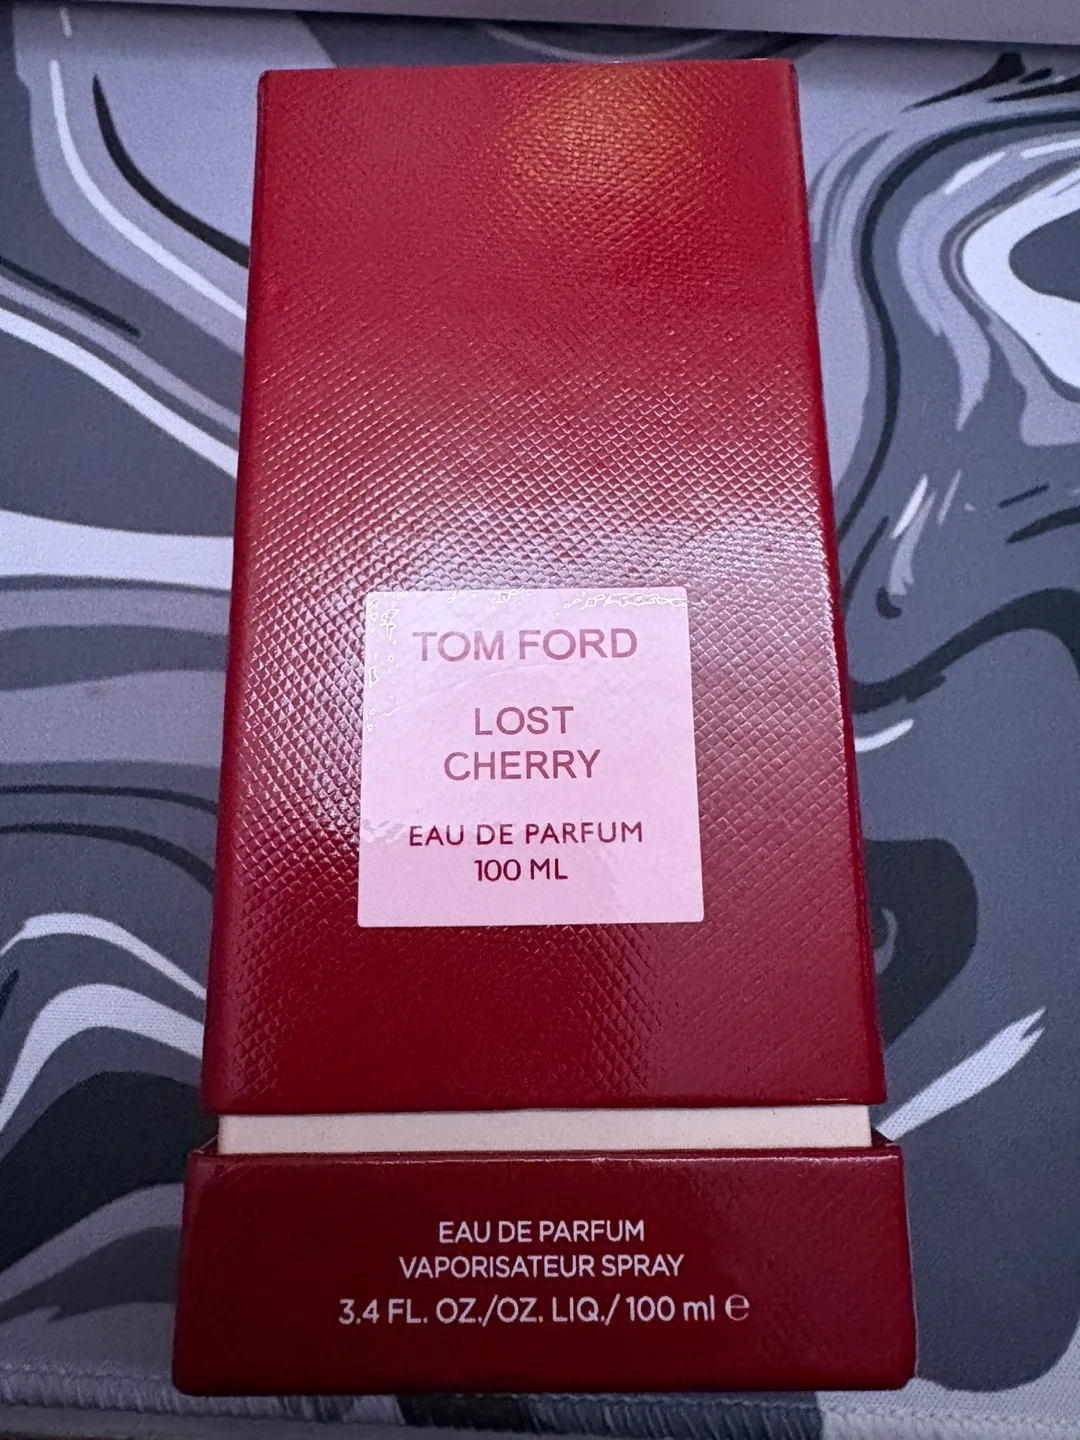 TOM FORD
LOST
CHERRY
EAU DE PARFUM
100 ML
EAU DE PARFUM
VAPORISATEUR SPRAY
3.4 FL. OZ./OZ. LIQ./ 100 ml ℮